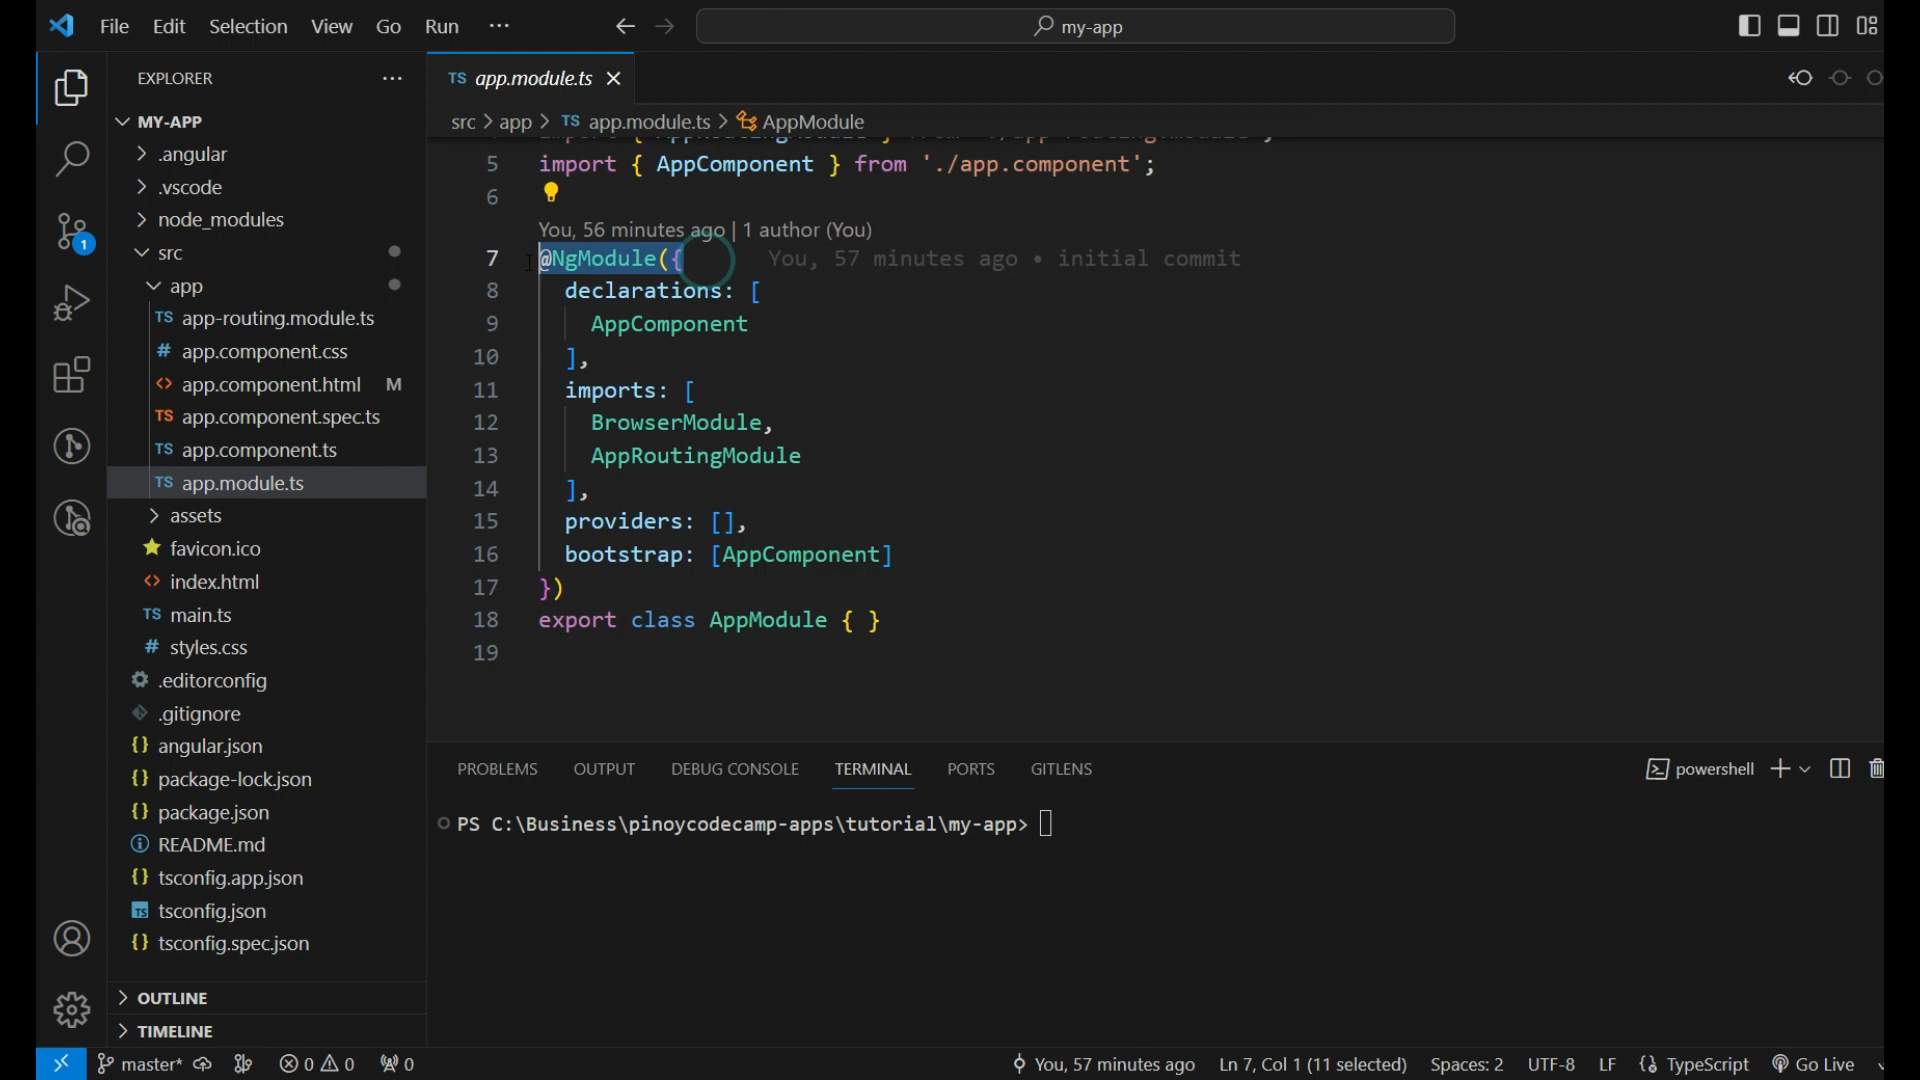 File Edit Selection View Go Run ···
my-app
EXPLORER ···
MY-APP
.angular
.vscode
node_modules
src
app
TS app-routing.module.ts
# app.component.css
<> app.component.html M
TS app.component.spec.ts
TS app.component.ts
TS app.module.ts
assets
favicon.ico
<> index.html
TS main.ts
# styles.css
.editorconfig
.gitignore
{} angular.json
{} package-lock.json
{} package.json
README.md
{} tsconfig.app.json
TS tsconfig.json
{} tsconfig.spec.json
OUTLINE
TIMELINE
1
TS app.module.ts
src > app > TS app.module.ts > AppModule
5 import { AppComponent } from './app.component';
6
You, 56 minutes ago | 1 author (You)
7 @NgModule({ You, 57 minutes ago • initial commit
8 declarations: [
9 AppComponent
10 ],
11 imports: [
12 BrowserModule,
13 AppRoutingModule
14 ],
15 providers: [],
16 bootstrap: [AppComponent]
17 })
18 export class AppModule { }
19
PROBLEMS OUTPUT DEBUG CONSOLE TERMINAL PORTS GITLENS
powershell
PS C:\Business\pinoycodecamp-apps\tutorial\my-app>
master* 0 0 0 You, 57 minutes ago Ln 7, Col 1 (11 selected) Spaces: 2 UTF-8 LF {} TypeScript Go Live